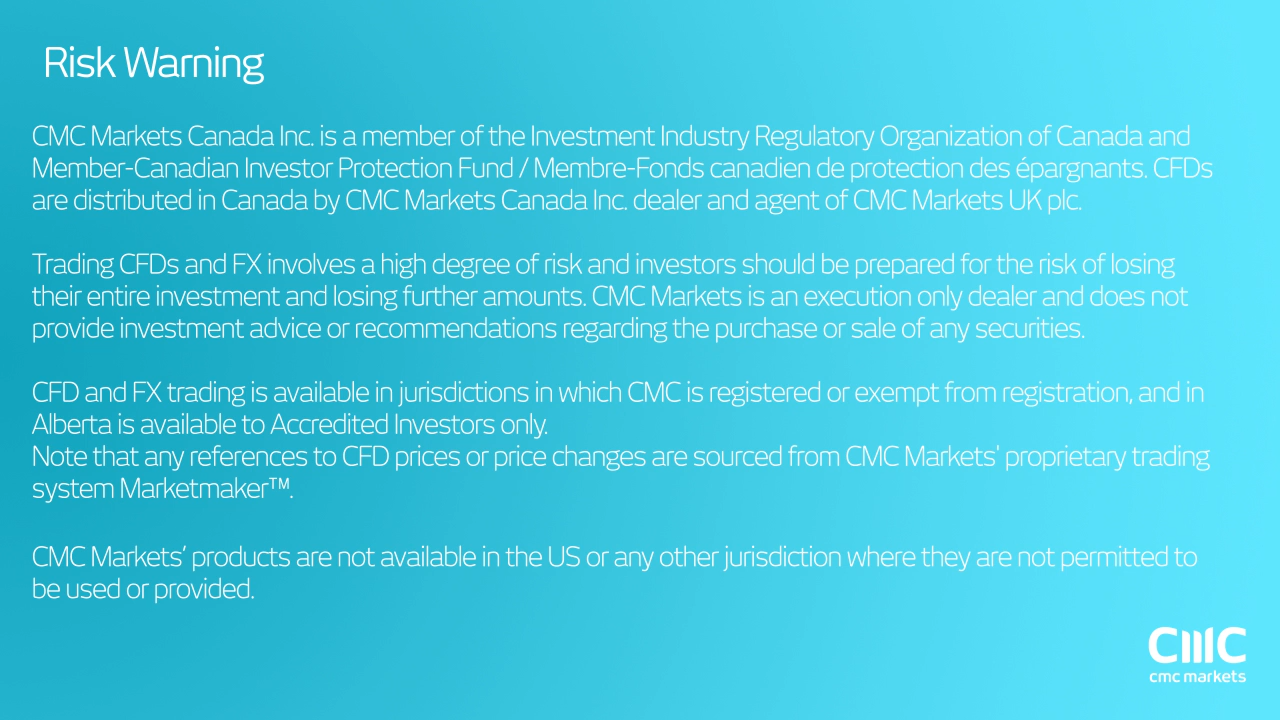 Risk Warning
CMC Markets Canada Inc. is a member of the Investment Industry Regulatory Organization of Canada and
Member-Canadian Investor Protection Fund / Membre-Fonds canadien de protection des épargnants. CFDs
are distributed in Canada by CMC Markets Canada Inc. dealer and agent of CMC Markets UK plc.
Trading CFDs and FX involves a high degree of risk and investors should be prepared for the risk of losing
their entire investment and losing further amounts. CMC Markets is an execution only dealer and does not
provide investment advice or recommendations regarding the purchase or sale of any securities.
CFD and FX trading is available in jurisdictions in which CMC is registered or exempt from registration, and in
Alberta is available to Accredited Investors only.
Note that any references to CFD prices or price changes are sourced from CMC Markets' proprietary trading
system Marketmaker™.
CMC Markets’ products are not available in the US or any other jurisdiction where they are not permitted to
be used or provided.
CMC
cmc markets